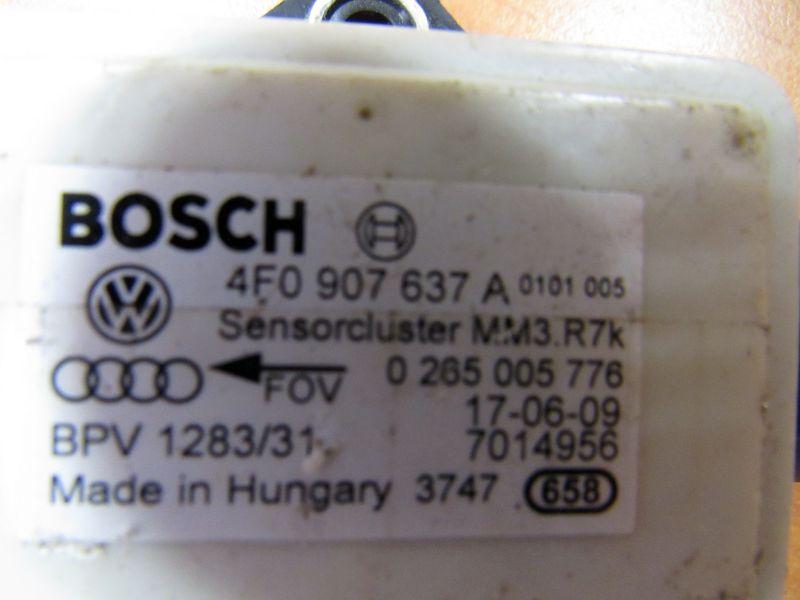 BOSCH
4F0 907 637 A 0101 005
Sensorcluster MM3.R7k
FOV 0 265 005 776
17-06-09
BPV 1283/31 7014956
Made in Hungary 3747 658